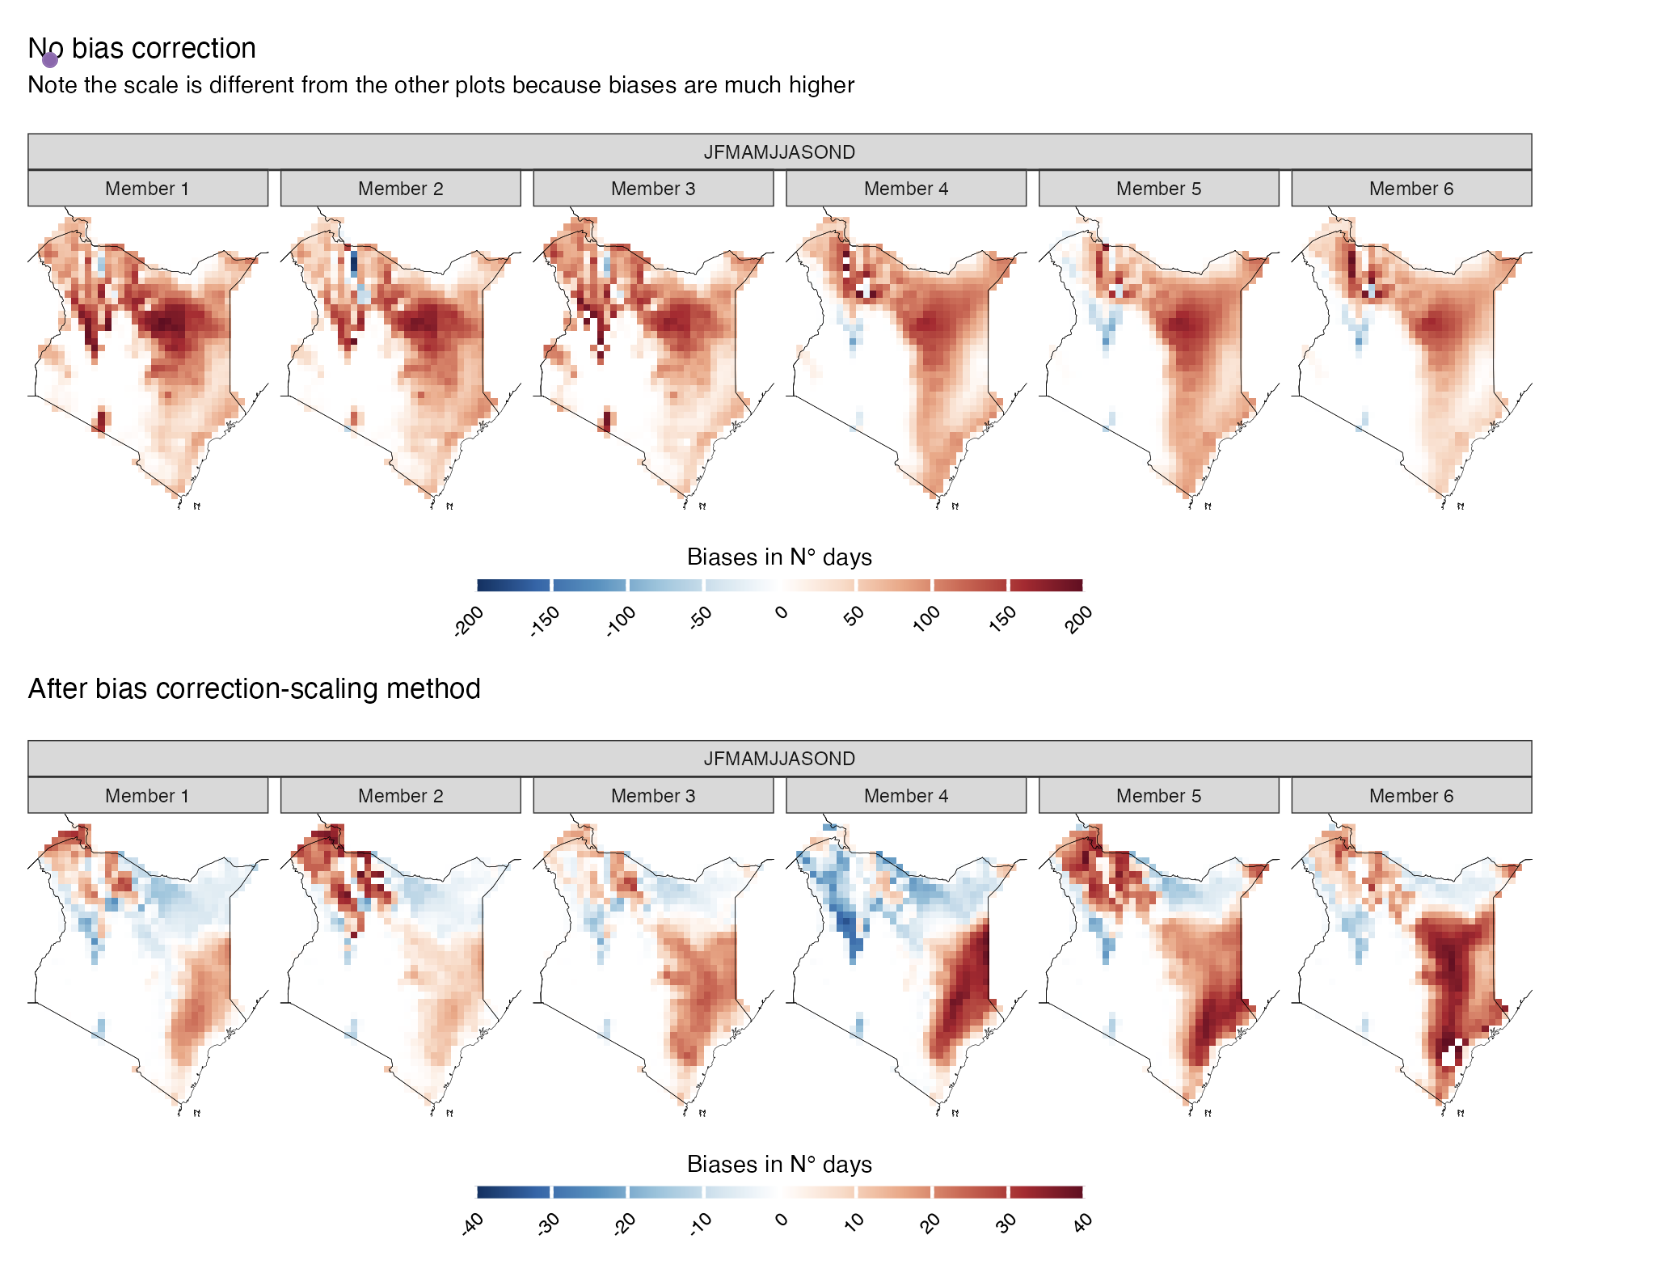 No bias correction
Note the scale is different from the other plots because biases are much higher
JFMAMJJASOND
Member 1 Member 2 Member 3 Member 4 Member 5 Member 6
Biases in N° days
-200 -150 -100 -50 0 50 100 150 200
After bias correction-scaling method
JFMAMJJASOND
Member 1 Member 2 Member 3 Member 4 Member 5 Member 6
Biases in N° days
-40 -30 -20 -10 0 10 20 30 40